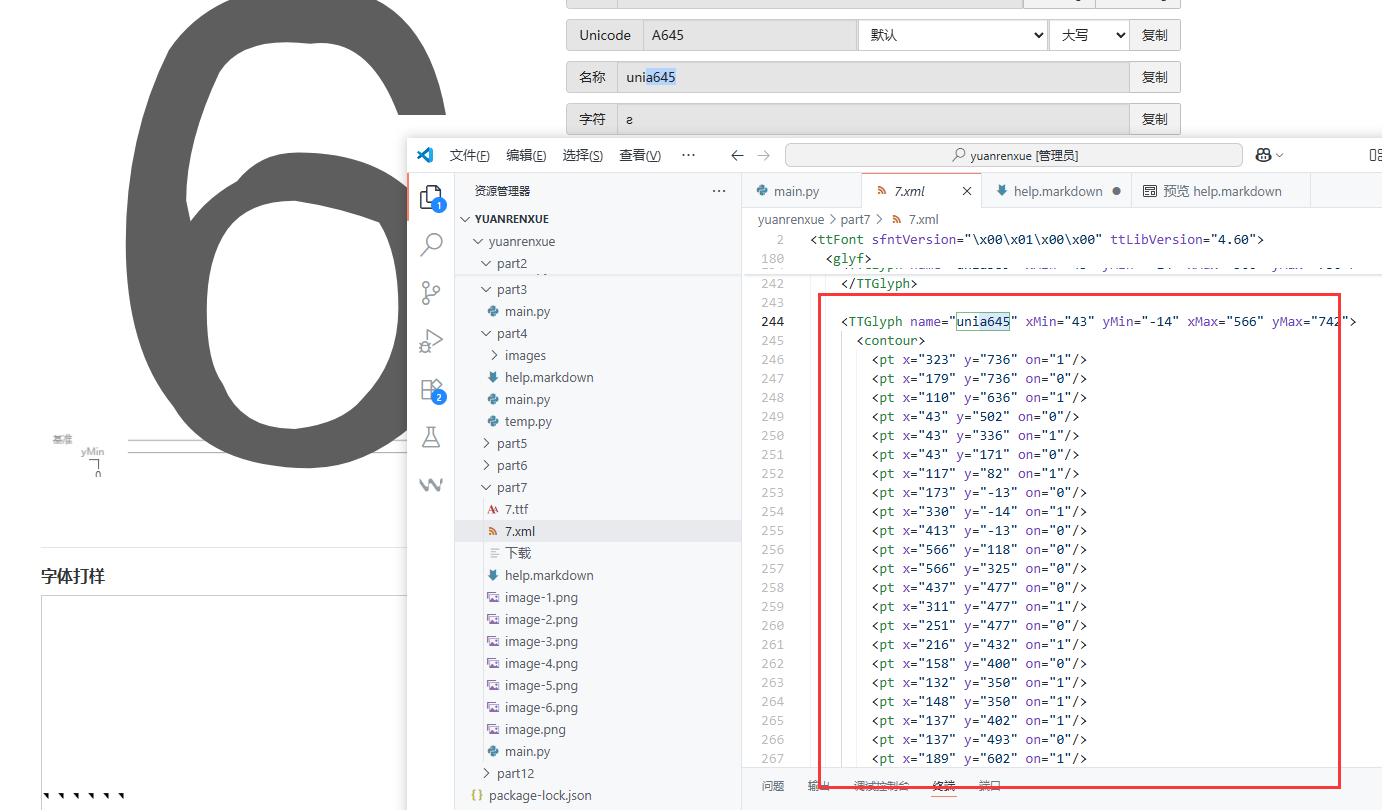 Unicode A645 默认 大写 复制
名称 unia645 复制
字符 ꙅ 复制
基准
yMin
字体打样
文件(F) 编辑(E) 选择(S) 查看(V) ··· yuanrenxue [管理员]
资源管理器 ···
YUANRENXUE
yuanrenxue
part2
part3
main.py
part4
images
help.markdown
main.py
temp.py
part5
part6
part7
7.ttf
7.xml
下载
help.markdown
image-1.png
image-2.png
image-3.png
image-4.png
image-5.png
image-6.png
image.png
main.py
part12
package-lock.json
1
2
main.py 7.xml help.markdown 预览 help.markdown
yuanrenxue > part7 > 7.xml
2 <ttFont sfntVersion="\x00\x01\x00\x00" ttLibVersion="4.60">
180 <glyf>
242 </TTGlyph>
243
244 <TTGlyph name="unia645" xMin="43" yMin="-14" xMax="566" yMax="742">
245 <contour>
246 <pt x="323" y="736" on="1"/>
247 <pt x="179" y="736" on="0"/>
248 <pt x="110" y="636" on="1"/>
249 <pt x="43" y="502" on="0"/>
250 <pt x="43" y="336" on="1"/>
251 <pt x="43" y="171" on="0"/>
252 <pt x="117" y="82" on="1"/>
253 <pt x="173" y="-13" on="0"/>
254 <pt x="330" y="-14" on="1"/>
255 <pt x="413" y="-13" on="0"/>
256 <pt x="566" y="118" on="0"/>
257 <pt x="566" y="325" on="0"/>
258 <pt x="437" y="477" on="0"/>
259 <pt x="311" y="477" on="1"/>
260 <pt x="251" y="477" on="0"/>
261 <pt x="216" y="432" on="1"/>
262 <pt x="158" y="400" on="0"/>
263 <pt x="132" y="350" on="1"/>
264 <pt x="148" y="350" on="1"/>
265 <pt x="137" y="402" on="1"/>
266 <pt x="137" y="493" on="0"/>
267 <pt x="189" y="602" on="1"/>
问题 输出 调试控制台 终端 端口